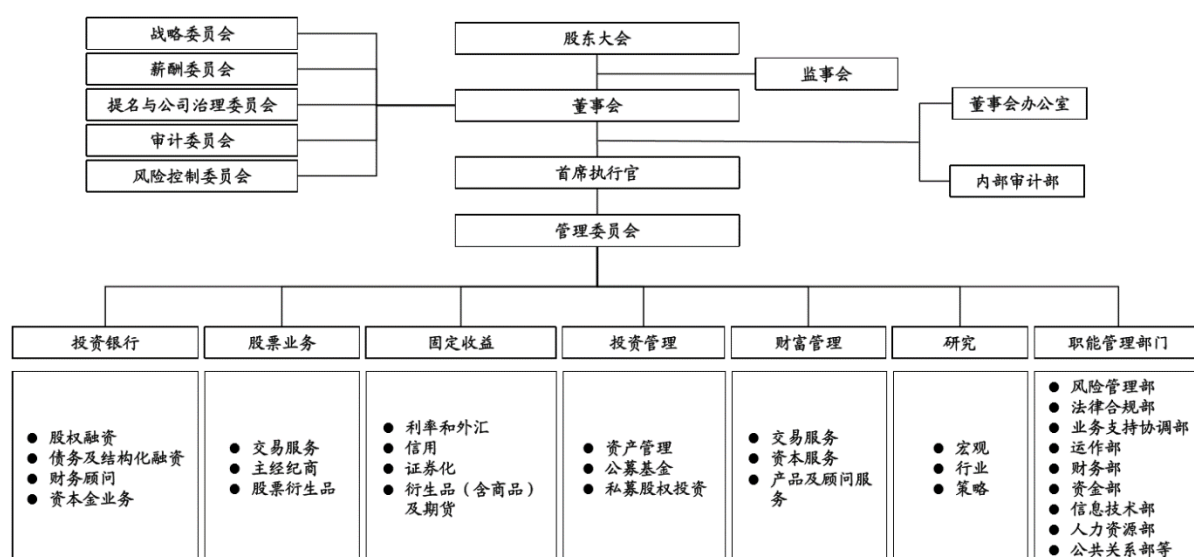 战略委员会
薪酬委员会
提名与公司治理委员会
审计委员会
风险控制委员会
股东大会
监事会
董事会
董事会办公室
首席执行官
内部审计部
管理委员会
投资银行
股票业务
固定收益
投资管理
财富管理
研究
职能管理部门
● 股权融资
● 债务及结构化融资
● 财务顾问
● 资本金业务
● 交易服务
● 主经纪商
● 股票衍生品
● 利率和外汇
● 信用
● 证券化
● 衍生品（含商品）
及期货
● 资产管理
● 公募基金
● 私募股权投资
● 交易服务
● 资本服务
● 产品及顾问服
务
● 宏观
● 行业
● 策略
● 风险管理部
● 法律合规部
● 业务支持协调部
● 运作部
● 财务部
● 资金部
● 信息技术部
● 人力资源部
● 公共关系部等